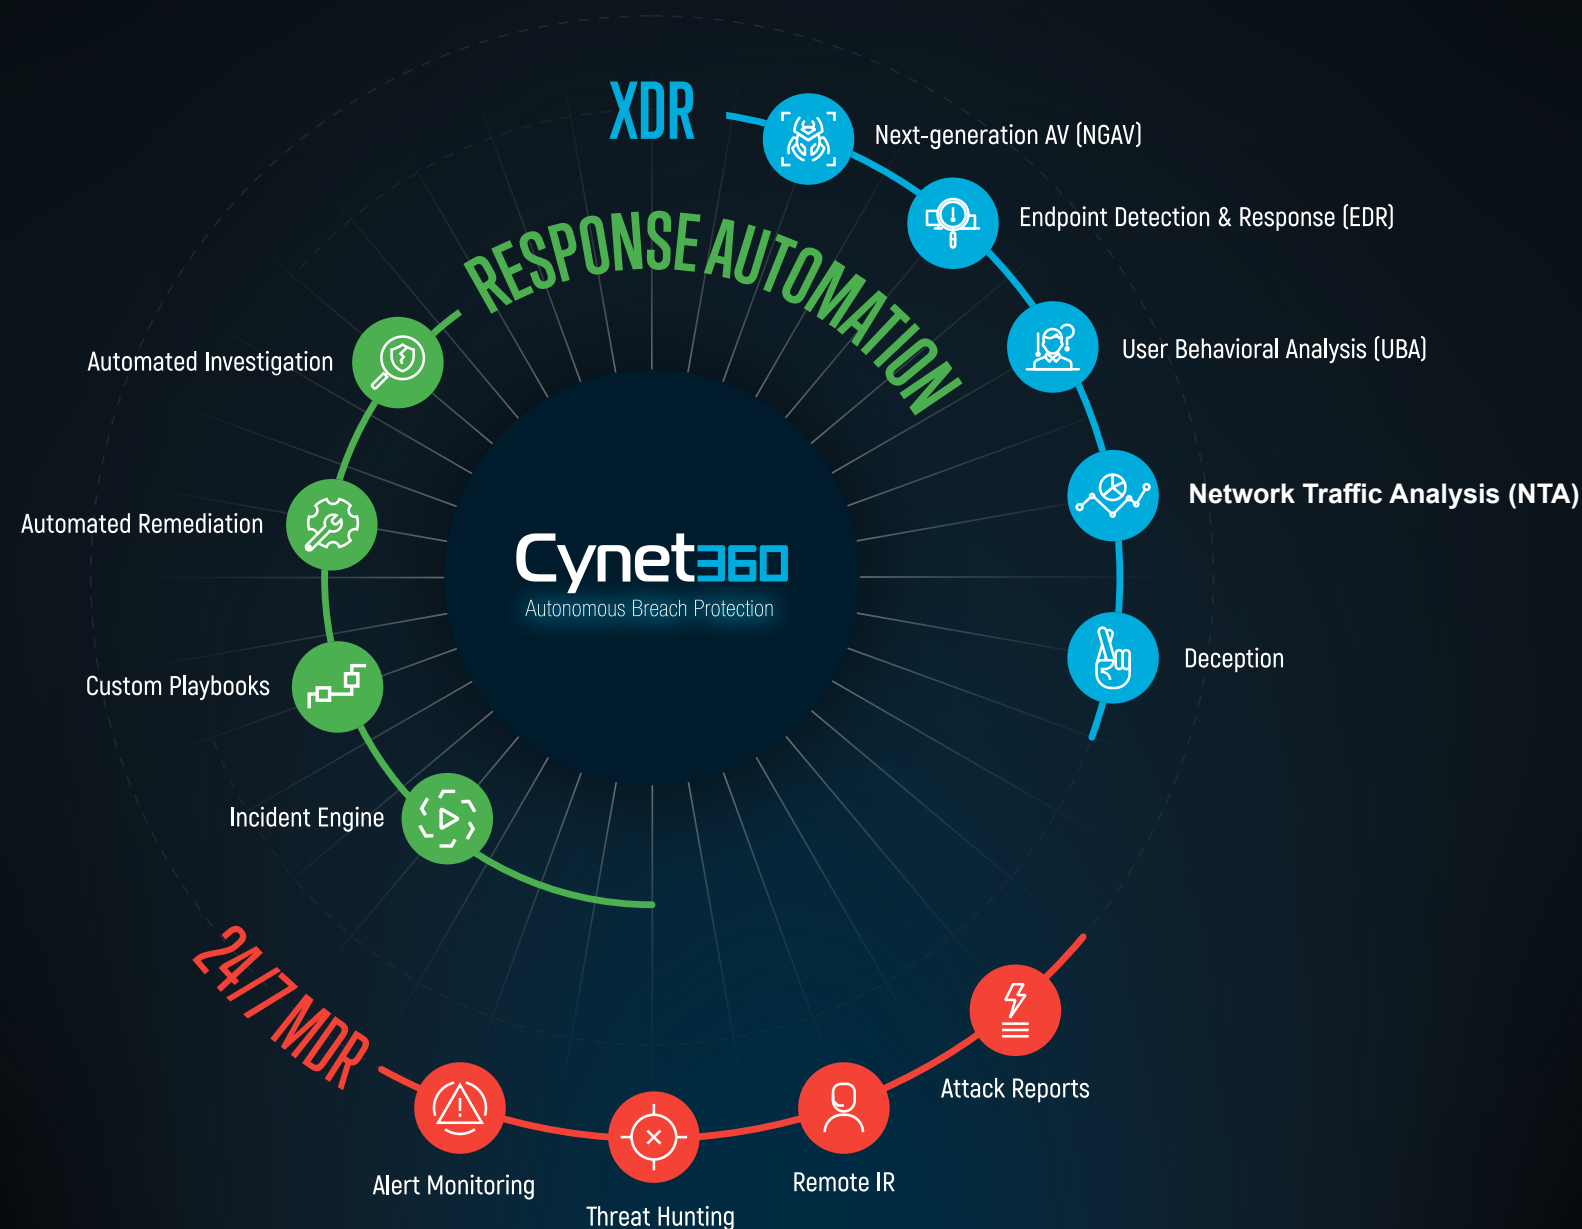 XDR
Next-generation AV (NGAV)
Endpoint Detection & Response (EDR)
User Behavioral Analysis (UBA)
Network Traffic Analysis (NTA)
Deception
RESPONSE AUTOMATION
Automated Investigation
Automated Remediation
Custom Playbooks
Incident Engine
Cynet360
Autonomous Breach Protection
24/7 MDR
Alert Monitoring
Threat Hunting
Remote IR
Attack Reports